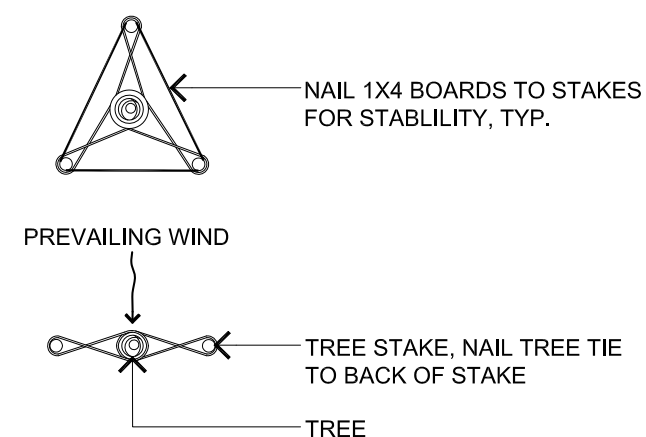 NAIL 1X4 BOARDS TO STAKES
FOR STABLILITY, TYP.
PREVAILING WIND
TREE STAKE, NAIL TREE TIE
TO BACK OF STAKE
TREE